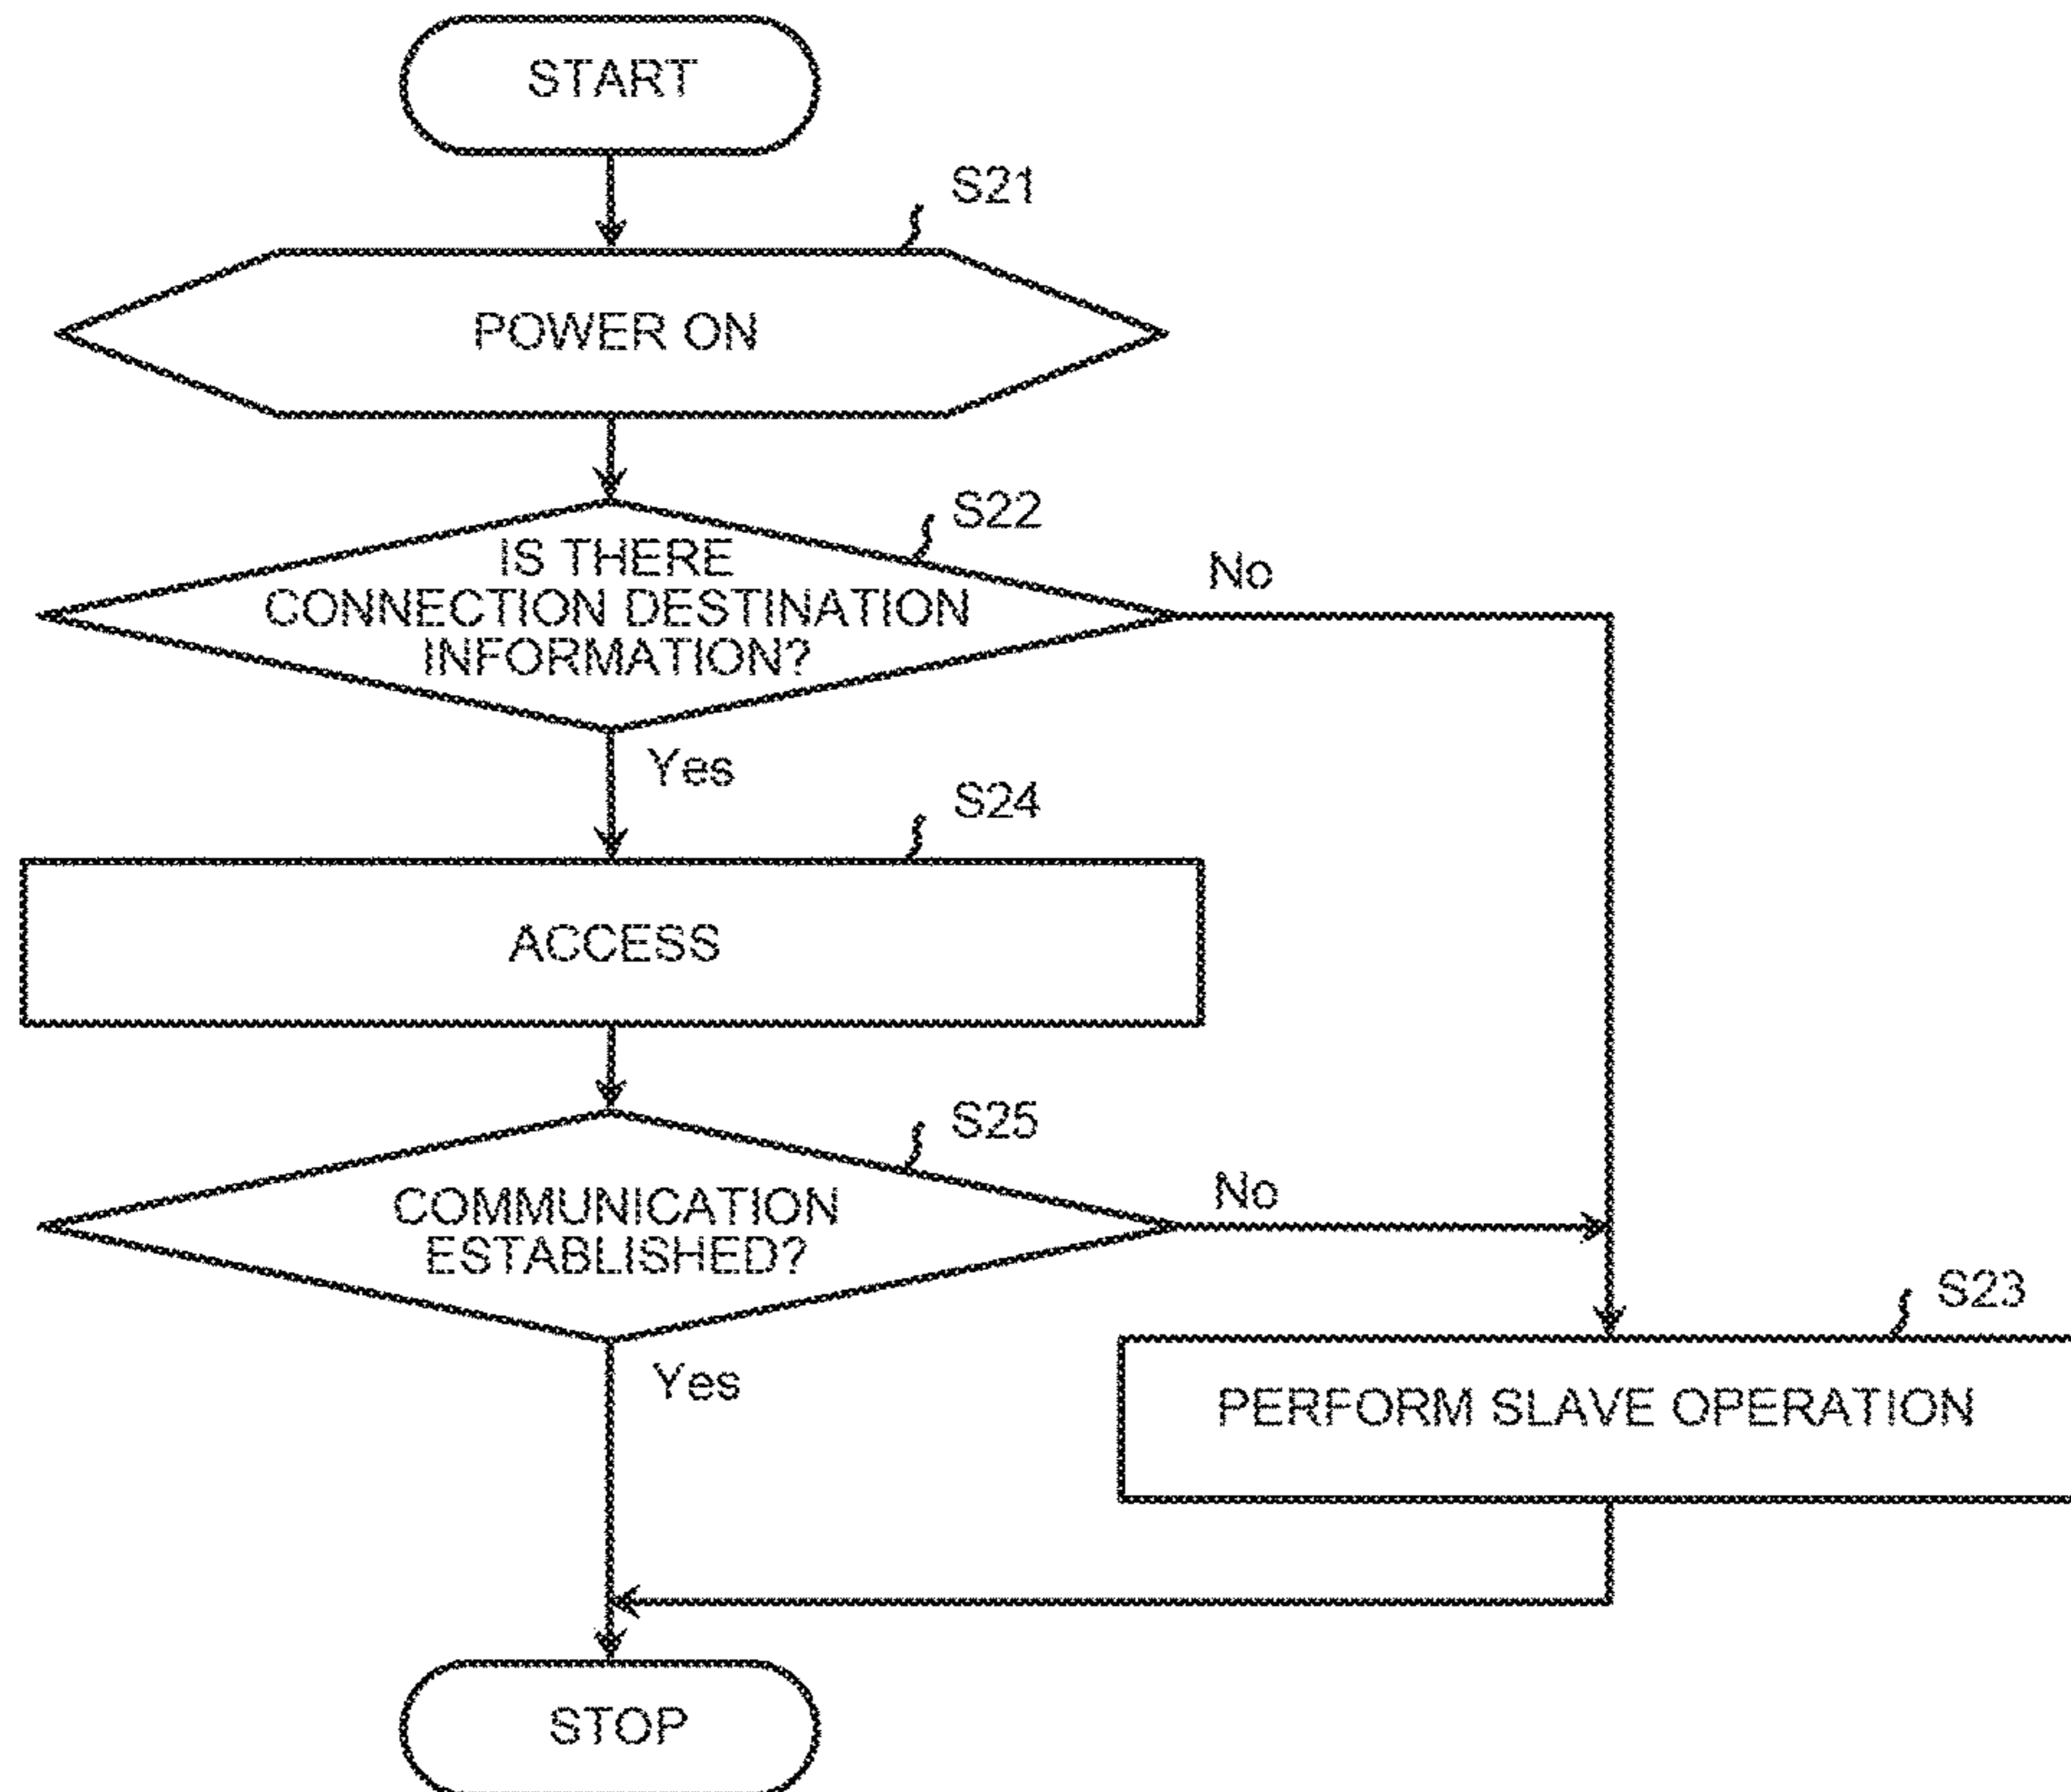 START
S21
POWER ON
S22
IS THERE
CONNECTION DESTINATION
INFORMATION?
No
Yes
S24
ACCESS
S25
COMMUNICATION
ESTABLISHED?
No
Yes
S23
PERFORM SLAVE OPERATION
STOP